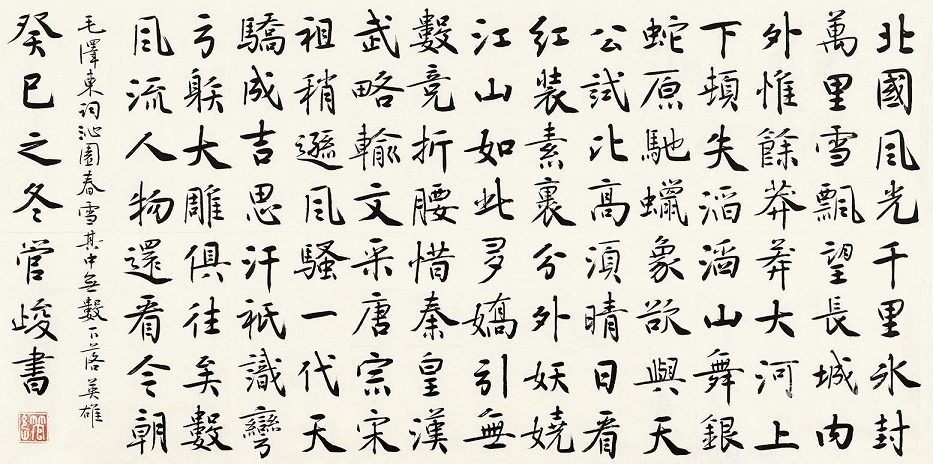 北國風光千里冰封
萬里雪飄望長城内
外惟餘莽莽大河上
下頓失滔滔山舞銀
蛇原馳蠟象欲與天
公試比高須晴日看
紅裝素裹分外妖嬈
江山如此多嬌引無
數竞折腰惜秦皇漢
武略輸文采唐宗宋
祖稍遜風騷一代天
驕成吉思汗衹識彎
弓射大雕俱往矣數
風流人物還看今朝
毛澤東詞沁園春雪其中無數下落英雄
癸巳之冬管峻書